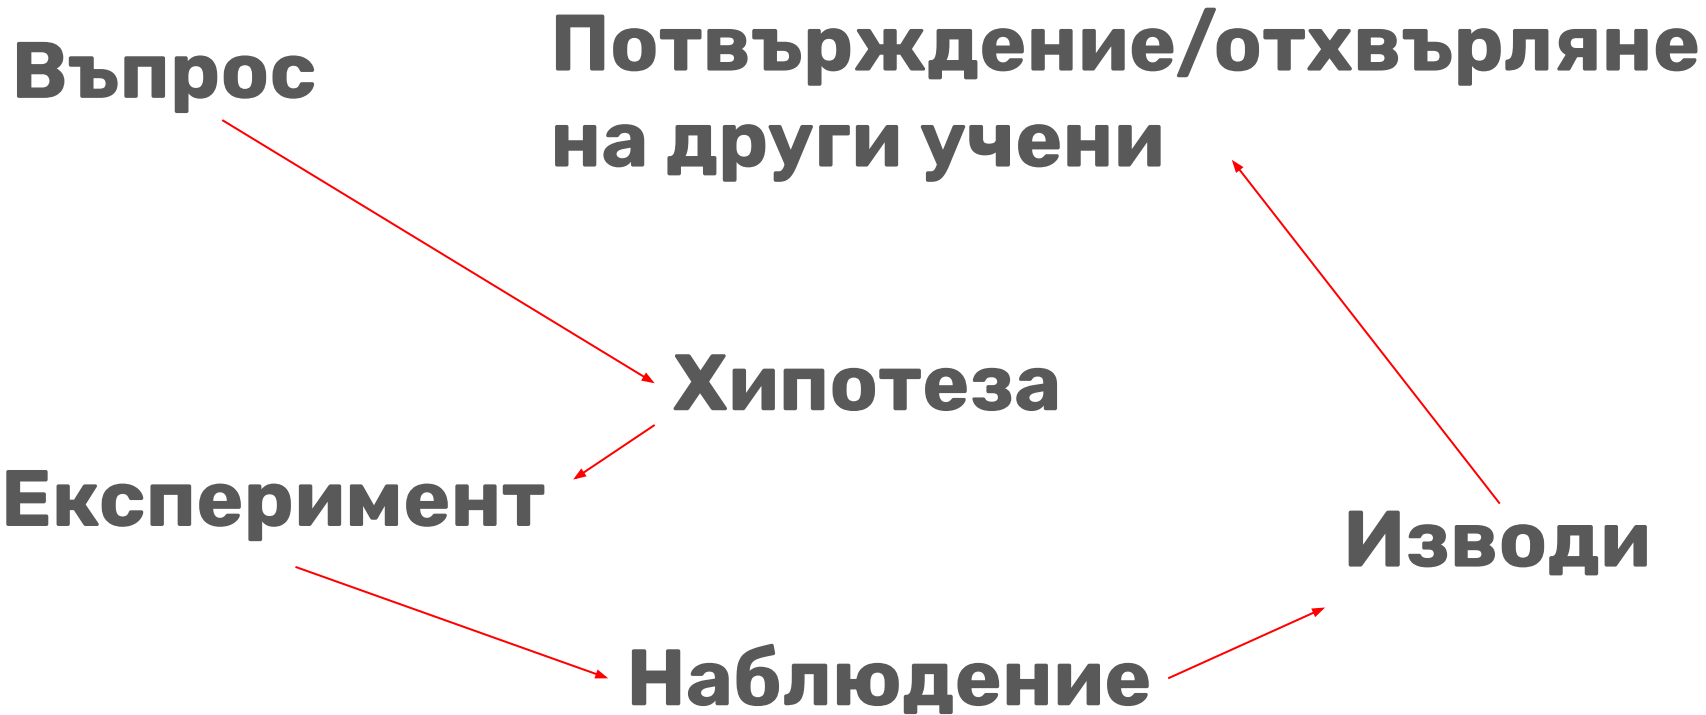 Въпрос
Потвърждение/отхвърляне
на други учени
Хипотеза
Експеримент
Изводи
Наблюдение